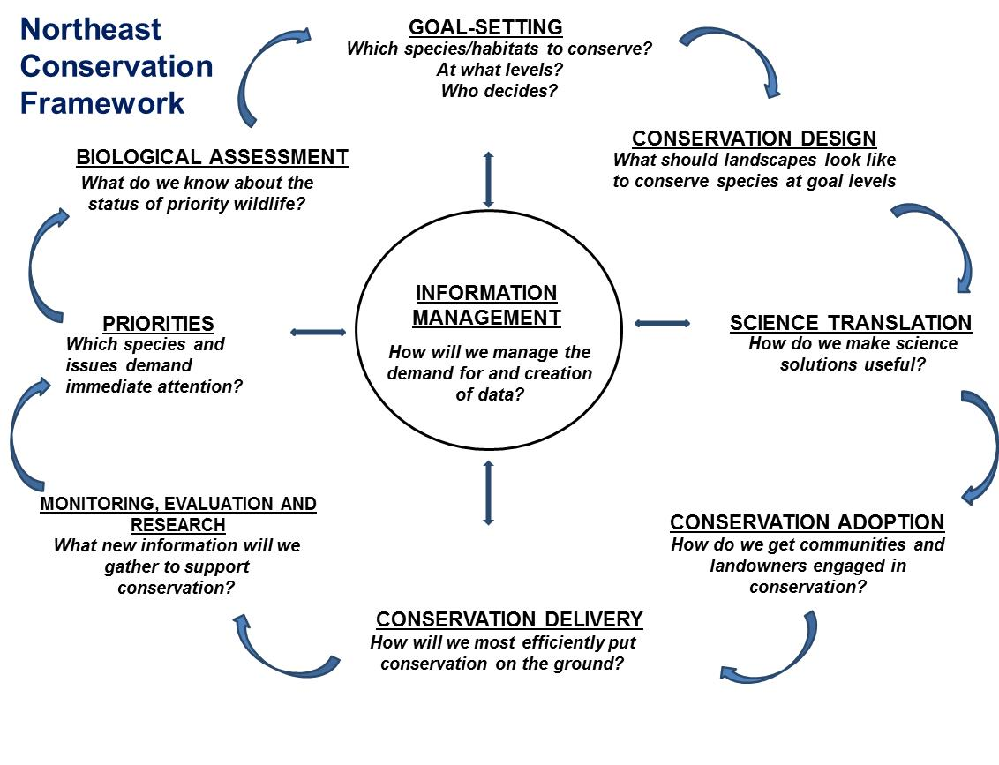 Northeast
Conservation
Framework
GOAL-SETTING
Which species/habitats to conserve?
At what levels?
Who decides?
CONSERVATION DESIGN
What should landscapes look like
to conserve species at goal levels
SCIENCE TRANSLATION
How do we make science
solutions useful?
CONSERVATION ADOPTION
How do we get communities and
landowners engaged in
conservation?
CONSERVATION DELIVERY
How will we most efficiently put
conservation on the ground?
MONITORING, EVALUATION AND
RESEARCH
What new information will we
gather to support
conservation?
PRIORITIES
Which species and
issues demand
immediate attention?
BIOLOGICAL ASSESSMENT
What do we know about the
status of priority wildlife?
INFORMATION
MANAGEMENT
How will we manage the
demand for and creation
of data?